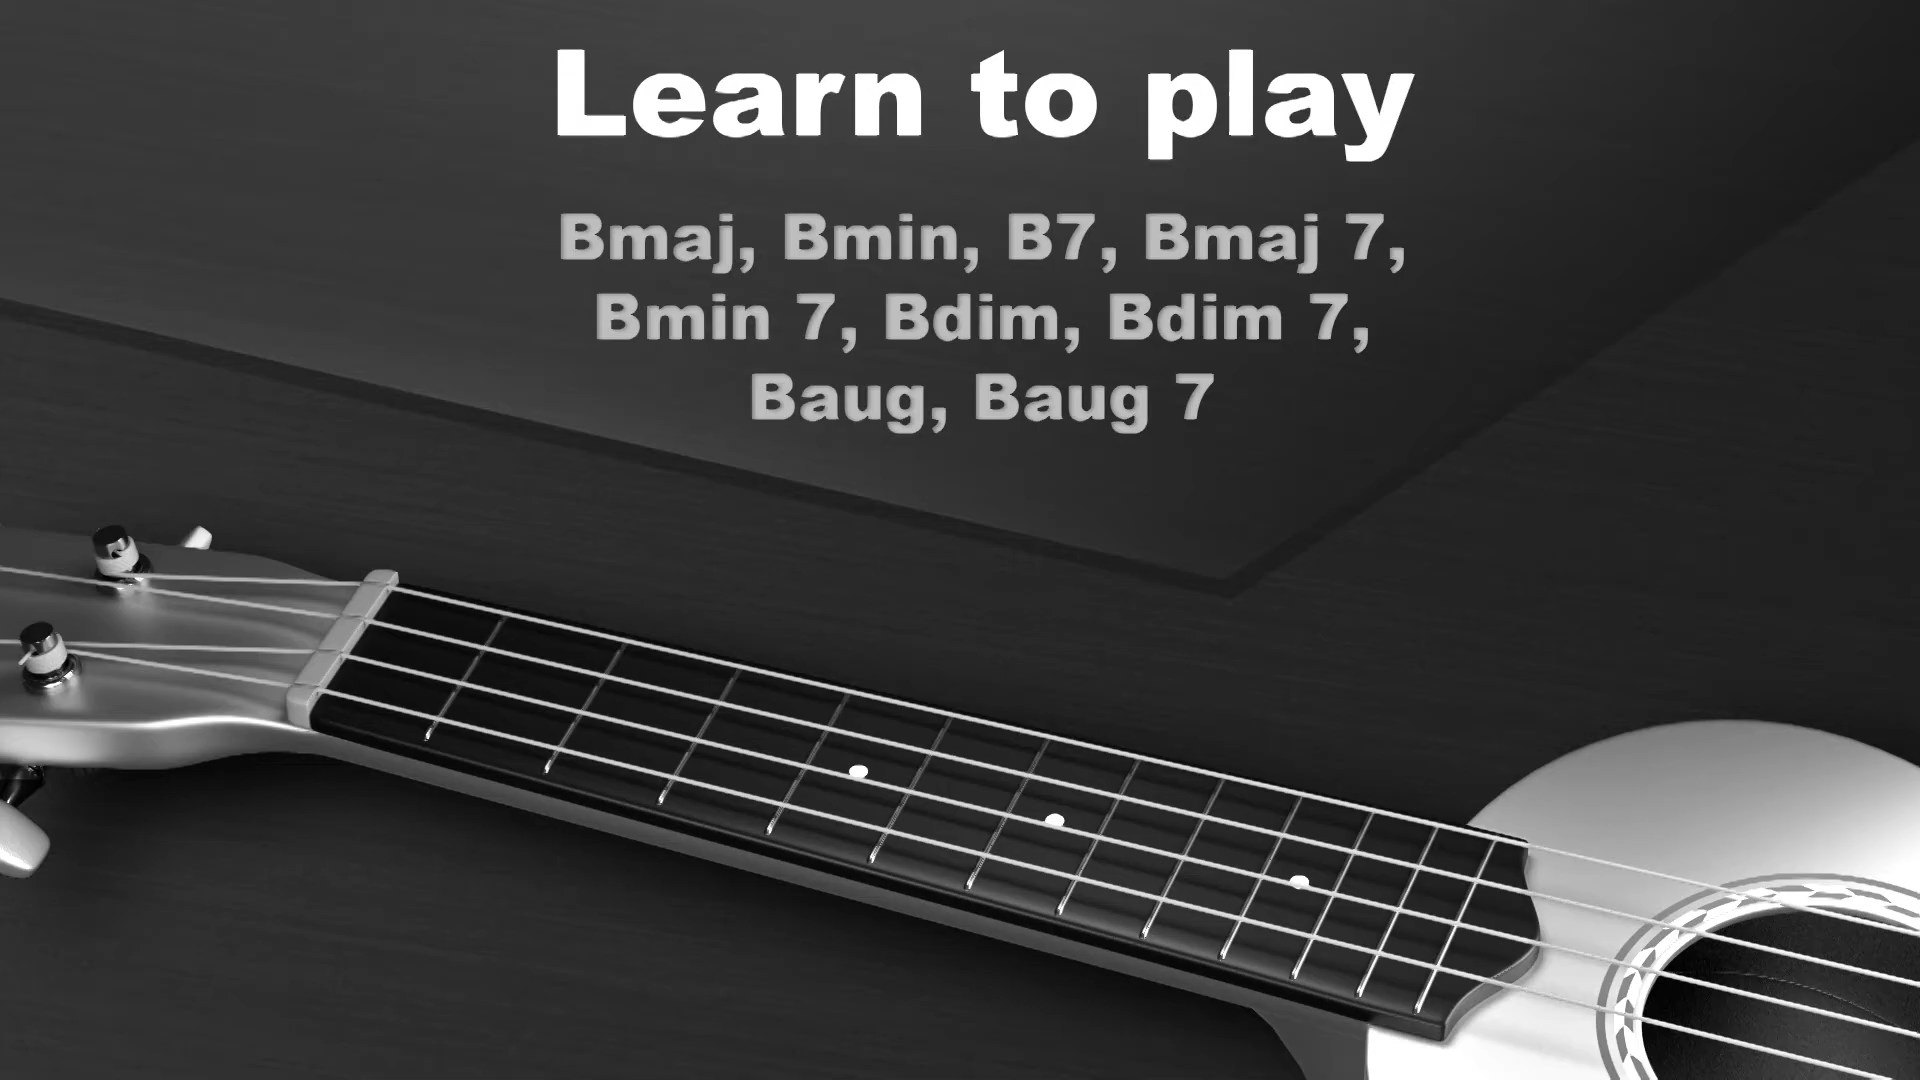 Learn to play
Bmaj, Bmin, B7, Bmaj 7,
Bmin 7, Bdim, Bdim 7,
Baug, Baug 7